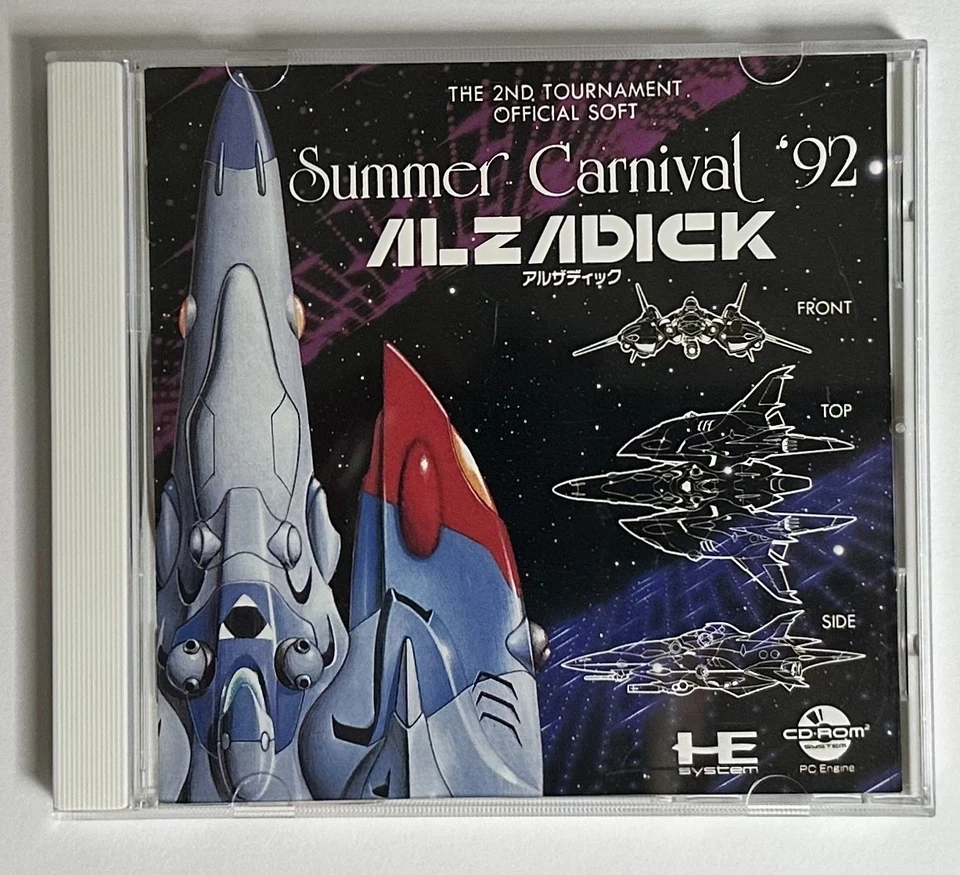 THE 2ND TOURNAMENT
OFFICIAL SOFT
Summer Carnival '92
ALZADICK
アルザディック
FRONT
TOP
SIDE
HE
system
CD-ROM²
SYSTEM
PC Engine